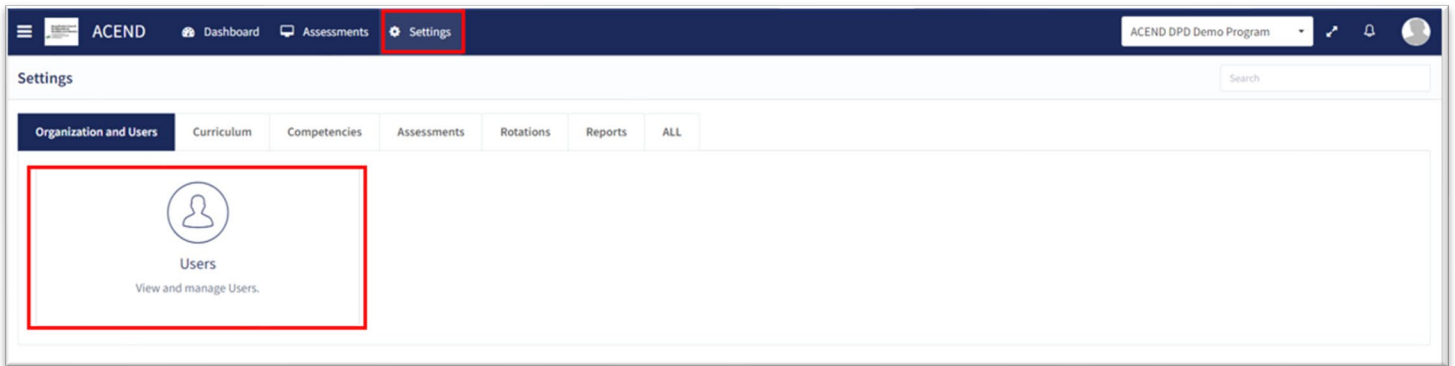 ACEND Dashboard Assessments Settings ACEND DPD Demo Program
Settings Search
Organization and Users Curriculum Competencies Assessments Rotations Reports ALL
Users
View and manage Users.